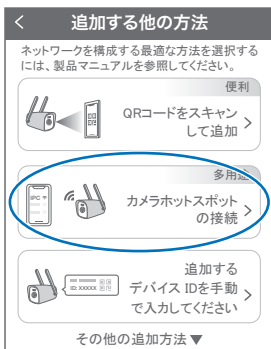 < 追加する他の方法
ネットワークを構成する最適な方法を選択する
には、製品マニュアルを参照してください。
便利
QRコードをスキャン
して追加
多用途
IPC
カメラホットスポット
の接続
追加する
デバイス IDを手動
で入力してください
ID: XXXXX
その他の追加方法▼